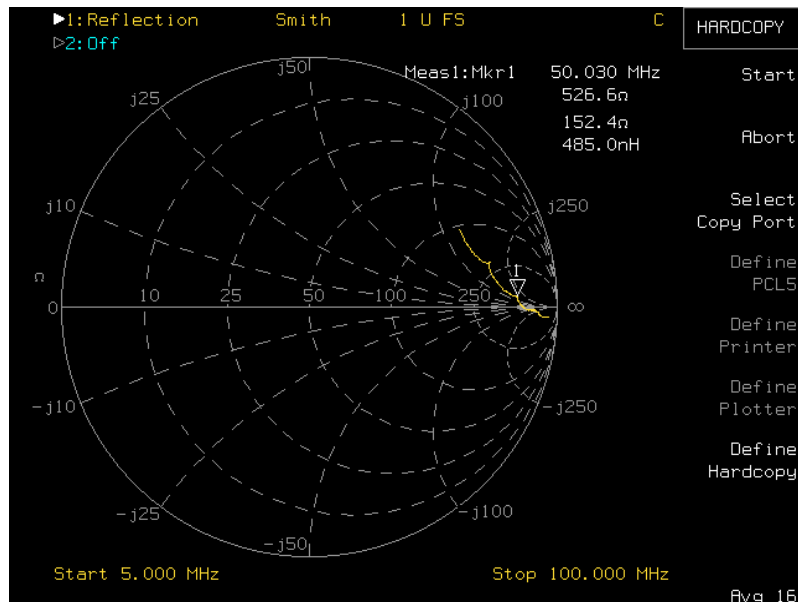 ▶1:Reflection Smith 1 U FS C
▷2:Off
HARDCOPY
Meas1:Mkr1 50.030 MHz
526.6Ω
152.4Ω
485.0nH
Start
Abort
Select
Copy Port
Define
PCL5
Define
Printer
Define
Plotter
Define
Hardcopy
j50
j25
j100
j10
j250
Ω
1
0 10 25 50 100 250 ∞
-j10
-j250
-j25
-j100
-j50
Start 5.000 MHz Stop 100.000 MHz
Avg 16